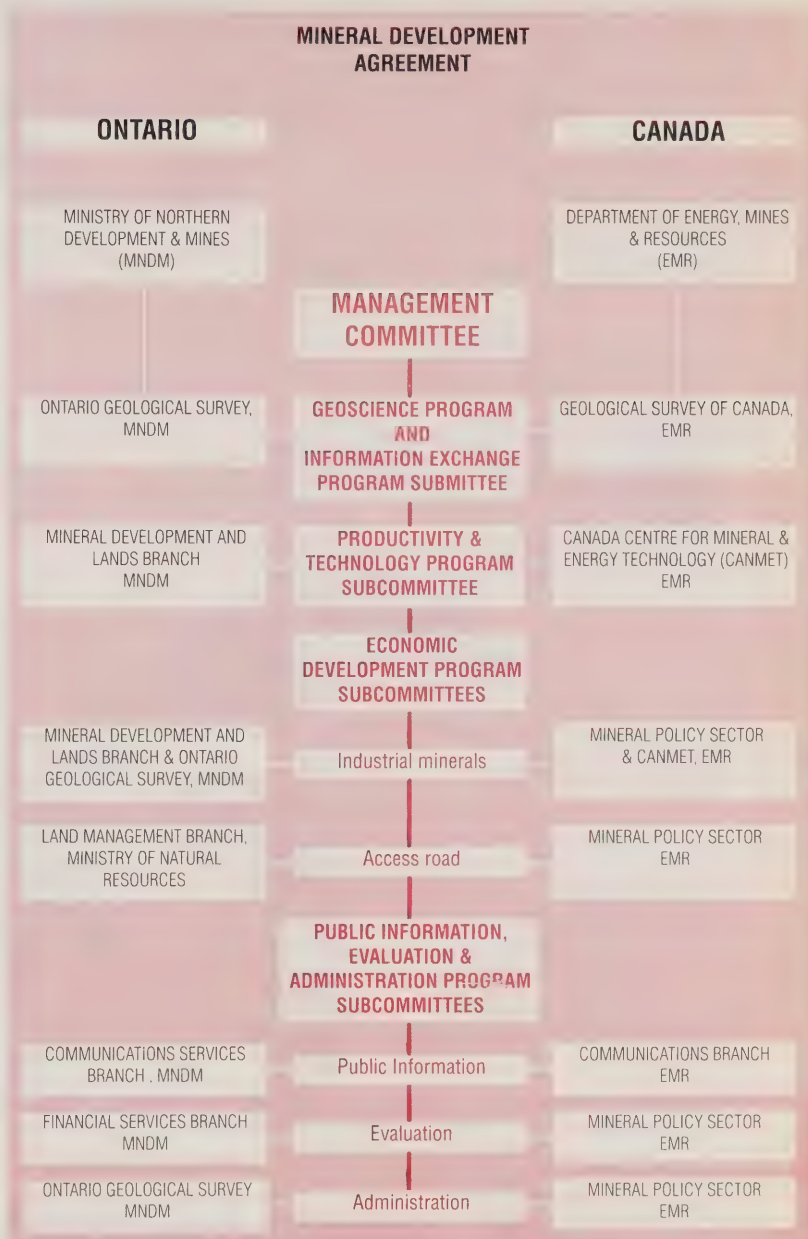 MINERAL DEVELOPMENT
AGREEMENT
ONTARIO
CANADA
MINISTRY OF NORTHERN
DEVELOPMENT & MINES
(MNDM)
DEPARTMENT OF ENERGY, MINES
& RESOURCES
(EMR)
MANAGEMENT
COMMITTEE
ONTARIO GEOLOGICAL SURVEY,
MNDM
GEOSCIENCE PROGRAM
AND
INFORMATION EXCHANGE
PROGRAM SUBMITTEE
GEOLOGICAL SURVEY OF CANADA,
EMR
MINERAL DEVELOPMENT AND
LANDS BRANCH
MNDM
PRODUCTIVITY &
TECHNOLOGY PROGRAM
SUBCOMMITTEE
CANADA CENTRE FOR MINERAL &
ENERGY TECHNOLOGY (CANMET)
EMR
ECONOMIC
DEVELOPMENT PROGRAM
SUBCOMMITTEES
MINERAL DEVELOPMENT AND
LANDS BRANCH & ONTARIO
GEOLOGICAL SURVEY, MNDM
Industrial minerals
MINERAL POLICY SECTOR
& CANMET, EMR
LAND MANAGEMENT BRANCH,
MINISTRY OF NATURAL
RESOURCES
Access road
MINERAL POLICY SECTOR
EMR
PUBLIC INFORMATION,
EVALUATION &
ADMINISTRATION PROGRAM
SUBCOMMITTEES
COMMUNICATIONS SERVICES
BRANCH , MNDM
Public Information
COMMUNICATIONS BRANCH
EMR
FINANCIAL SERVICES BRANCH
MNDM
Evaluation
MINERAL POLICY SECTOR
EMR
ONTARIO GEOLOGICAL SURVEY
MNDM
Administration
MINERAL POLICY SECTOR
EMR